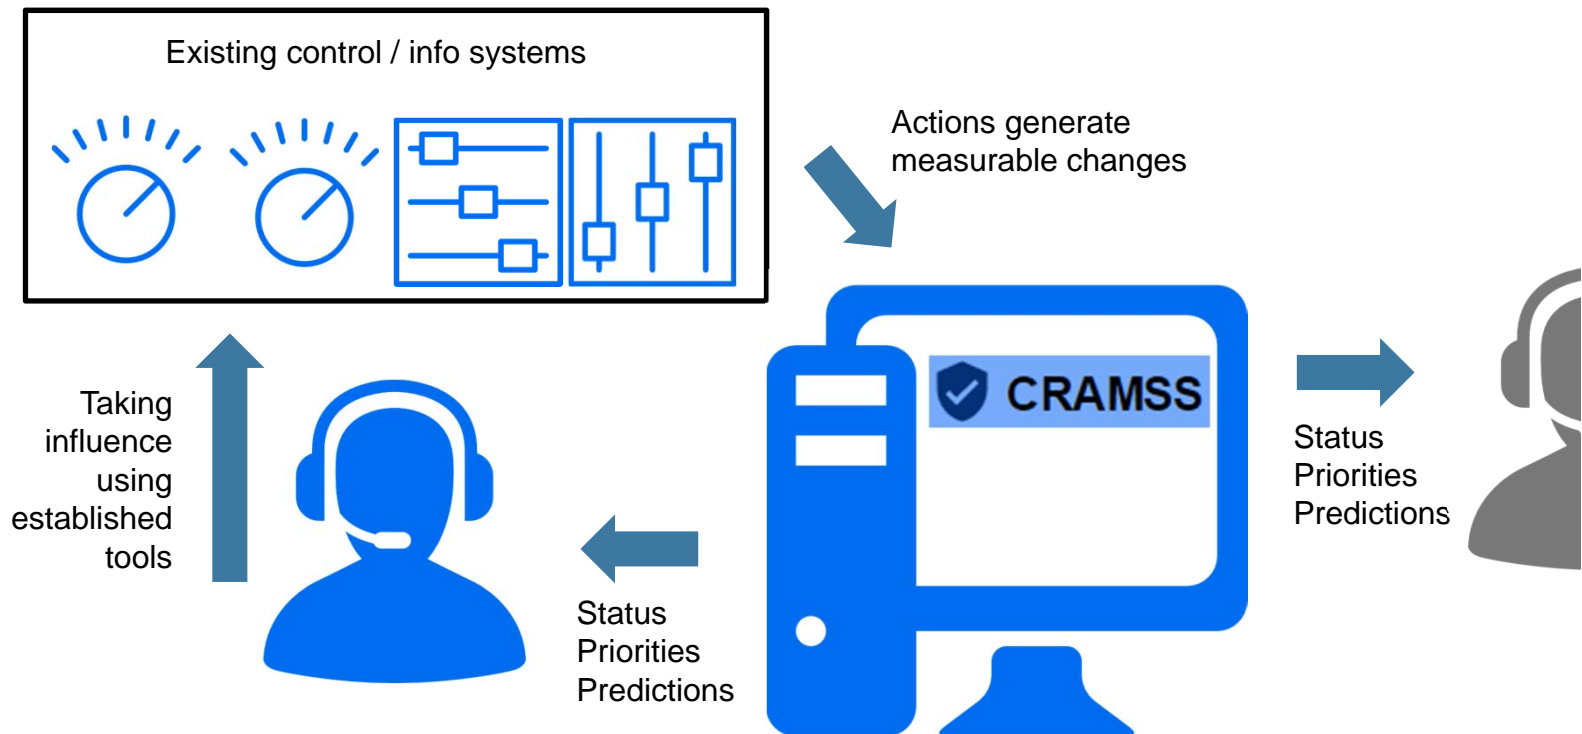 Existing control / info systems
Actions generate
measurable changes
CRAMSS
Taking
influence
using
established
tools
Status
Priorities
Predictions
Status
Priorities
Predictions